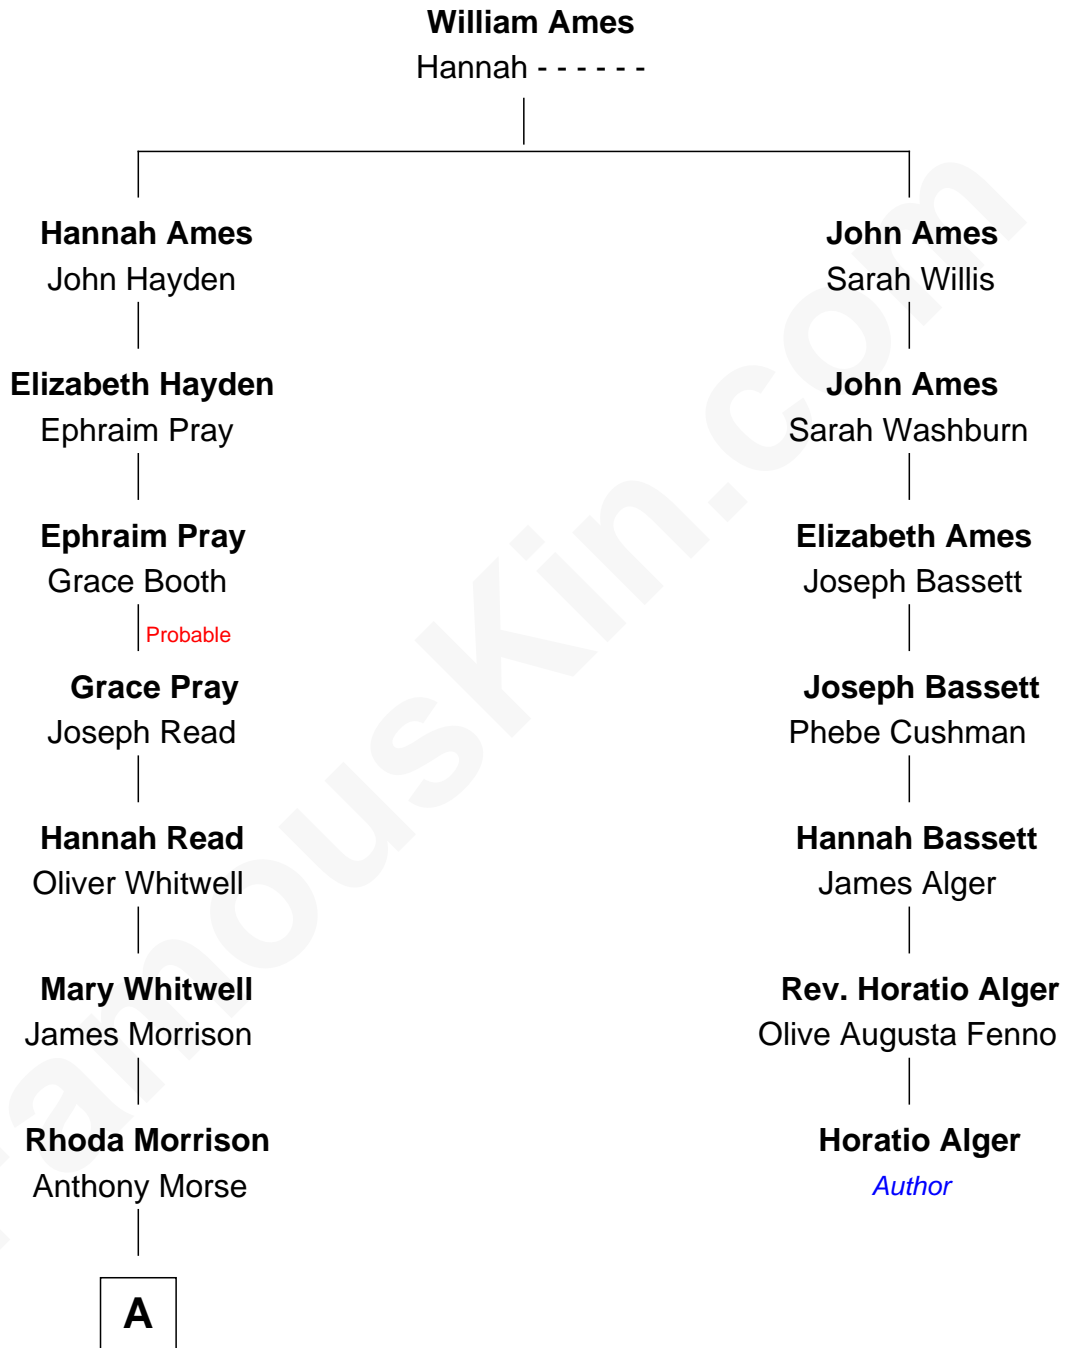 William Ames
Hannah - - - - - -
Hannah Ames
John Hayden
John Ames
Sarah Willis
Elizabeth Hayden
Ephraim Pray
John Ames
Sarah Washburn
Ephraim Pray
Grace Booth
Probable
Elizabeth Ames
Joseph Bassett
Grace Pray
Joseph Read
Joseph Bassett
Phebe Cushman
Hannah Read
Oliver Whitwell
Hannah Bassett
James Alger
Mary Whitwell
James Morrison
Rev. Horatio Alger
Olive Augusta Fenno
Rhoda Morrison
Anthony Morse
Horatio Alger
Author
A
FamousKin.com